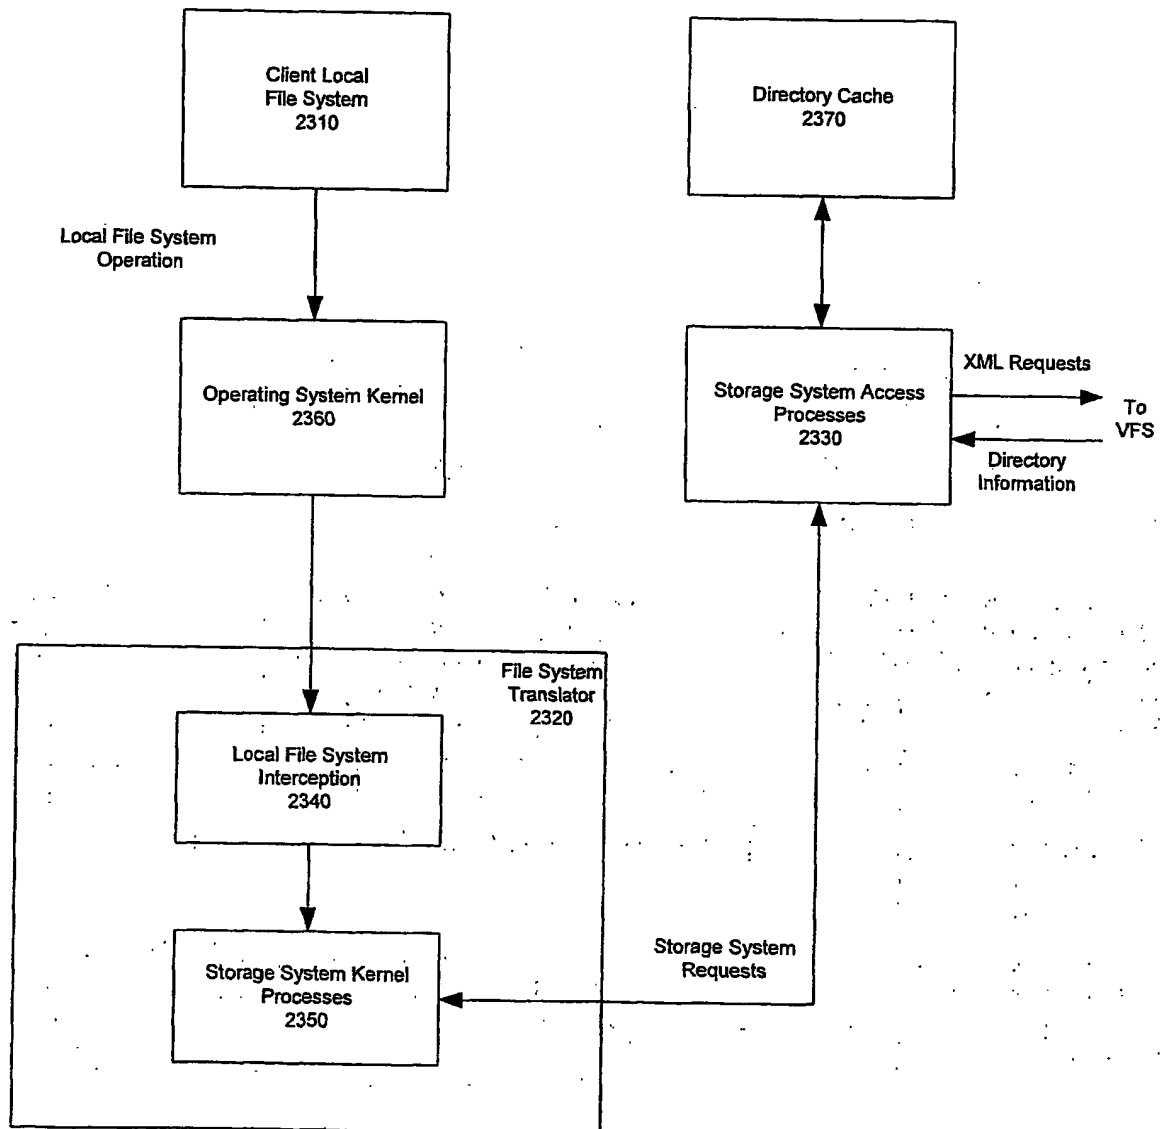 Client Local
File System
2310
Directory Cache
2370
Local File System
Operation
Operating System Kernel
2360
Storage System Access
Processes
2330
XML Requests
To
VFS
Directory
Information
File System
Translator
2320
Local File System
Interception
2340
Storage System Kernel
Processes
2350
Storage System
Requests